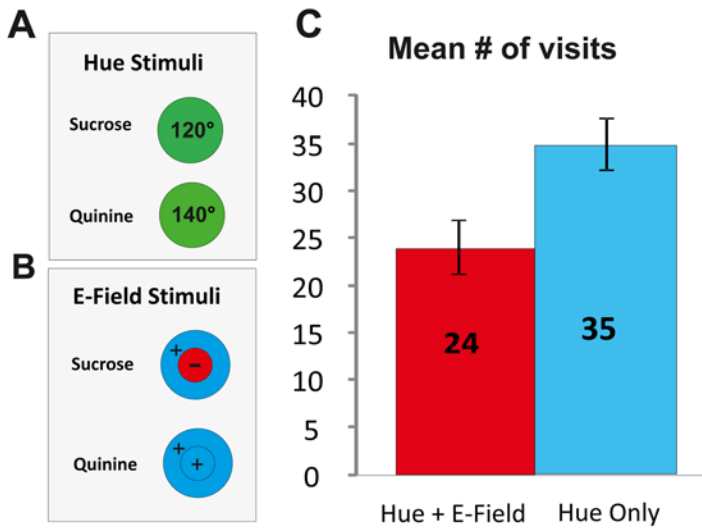 A
Hue Stimuli
Sucrose
120°
Quinine
140°
B
E-Field Stimuli
Sucrose
+
-
Quinine
+
+
C
Mean # of visits
40
35
30
25
20
15
10
5
0
24
35
Hue + E-Field
Hue Only